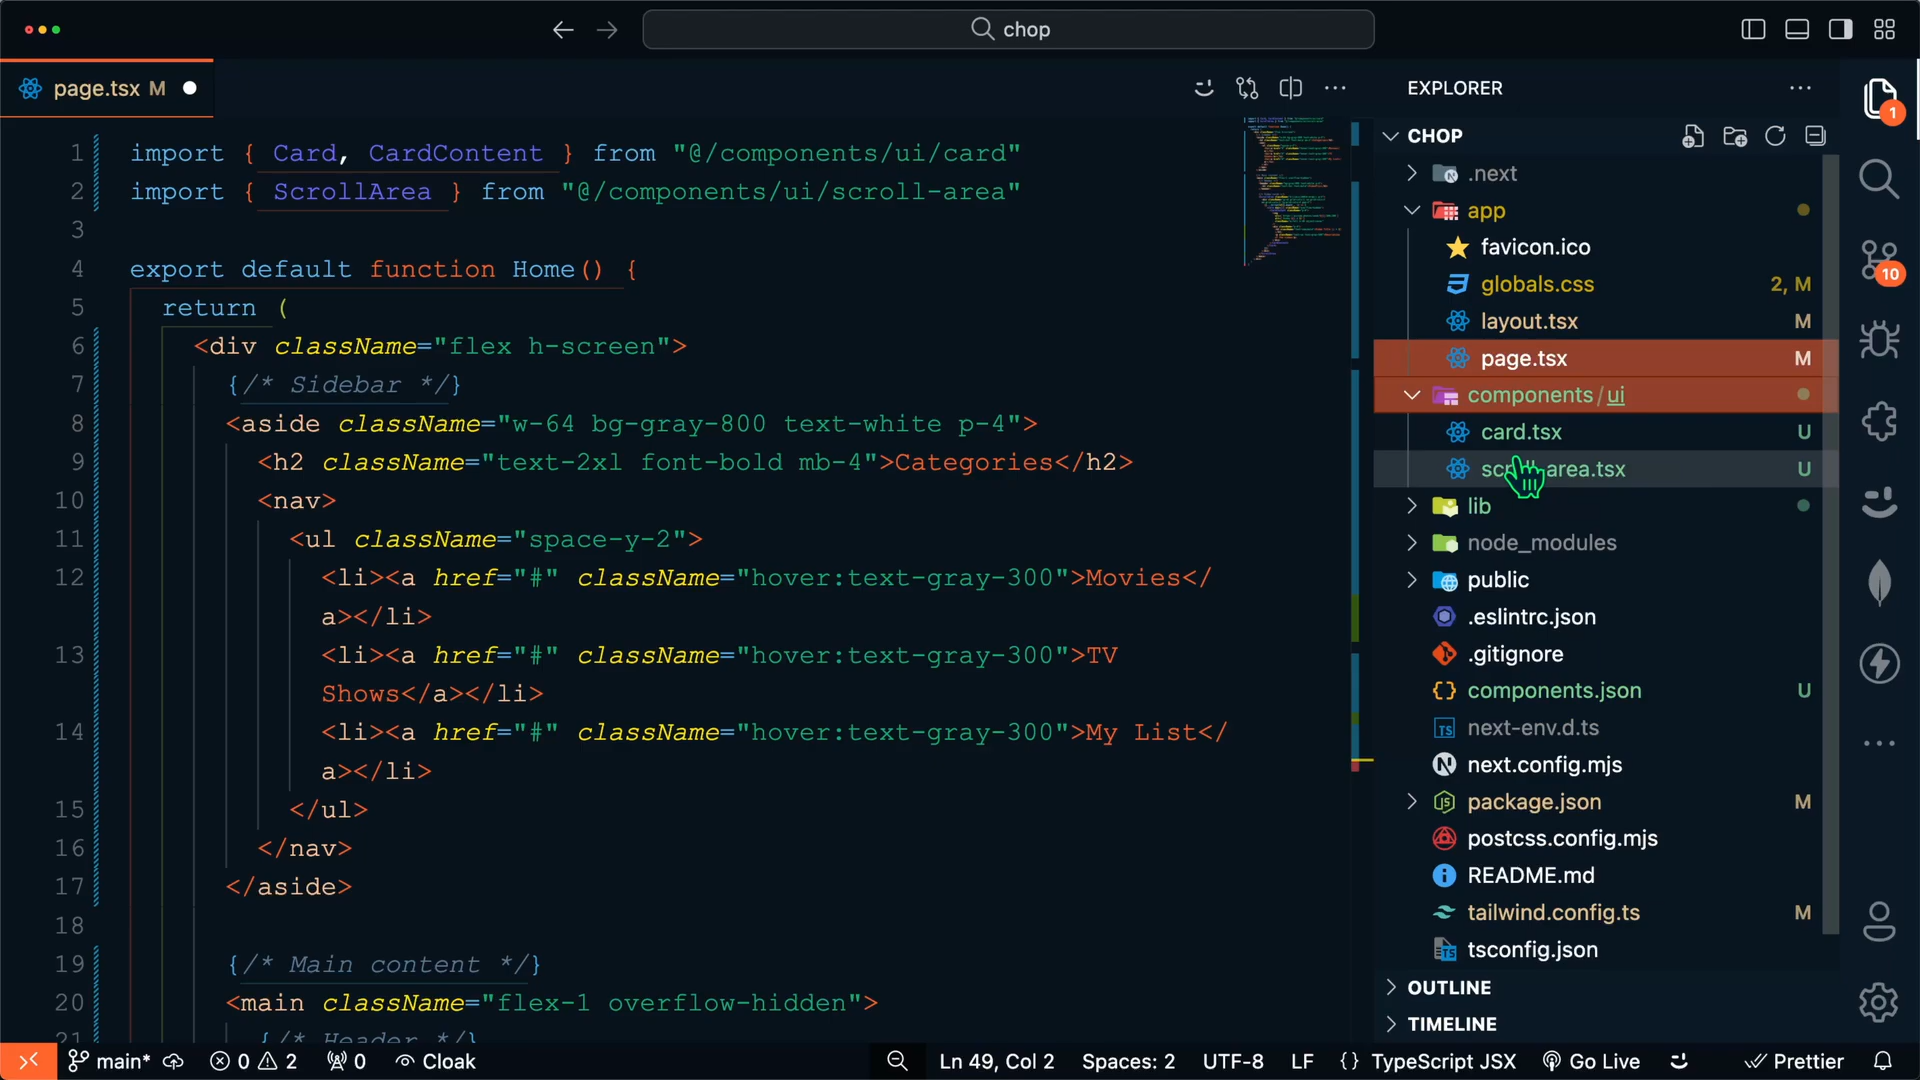 chop
page.tsx M
1 import { Card, CardContent } from "@/components/ui/card"
2 import { ScrollArea } from "@/components/ui/scroll-area"
3
4 export default function Home() {
5 return (
6 <div className="flex h-screen">
7 {/* Sidebar */}
8 <aside className="w-64 bg-gray-800 text-white p-4">
9 <h2 className="text-2xl font-bold mb-4">Categories</h2>
10 <nav>
11 <ul className="space-y-2">
12 <li><a href="#" className="hover:text-gray-300">Movies</
a></li>
13 <li><a href="#" className="hover:text-gray-300">TV
Shows</a></li>
14 <li><a href="#" className="hover:text-gray-300">My List</
a></li>
15 </ul>
16 </nav>
17 </aside>
18
19 {/* Main content */}
20 <main className="flex-1 overflow-hidden">
21 {/* Header */}
EXPLORER
CHOP
.next
app
favicon.ico
globals.css 2, M
layout.tsx M
page.tsx M
components/ui
card.tsx U
area.tsx U
lib
node_modules
public
.eslintrc.json
.gitignore
components.json U
next-env.d.ts
next.config.mjs
package.json M
postcss.config.mjs
README.md
tailwind.config.ts M
tsconfig.json
OUTLINE
TIMELINE
1
10
main* 0 2 0 Cloak
Ln 49, Col 2 Spaces: 2 UTF-8 LF {} TypeScript JSX Go Live Prettier